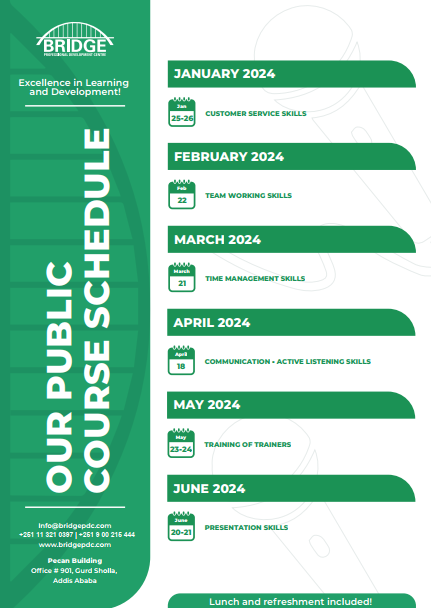 BRIDGE
PROFESSIONAL DEVELOPMENT CENTRE
Excellence in Learning
and Development!
OUR PUBLIC
COURSE SCHEDULE
Info@bridgepdc.com
+251 11 321 0397 | +251 9 00 215 444
www.bridgepdc.com
Pecan Building
Office # 901, Gurd Sholla,
Addis Ababa
JANUARY 2024
Jan
25-26
CUSTOMER SERVICE SKILLS
FEBRUARY 2024
Feb
22
TEAM WORKING SKILLS
MARCH 2024
March
21
TIME MANAGEMENT SKILLS
APRIL 2024
April
18
COMMUNICATION • ACTIVE LISTENING SKILLS
MAY 2024
May
23-24
TRAINING OF TRAINERS
JUNE 2024
June
20-21
PRESENTATION SKILLS
Lunch and refreshment included!